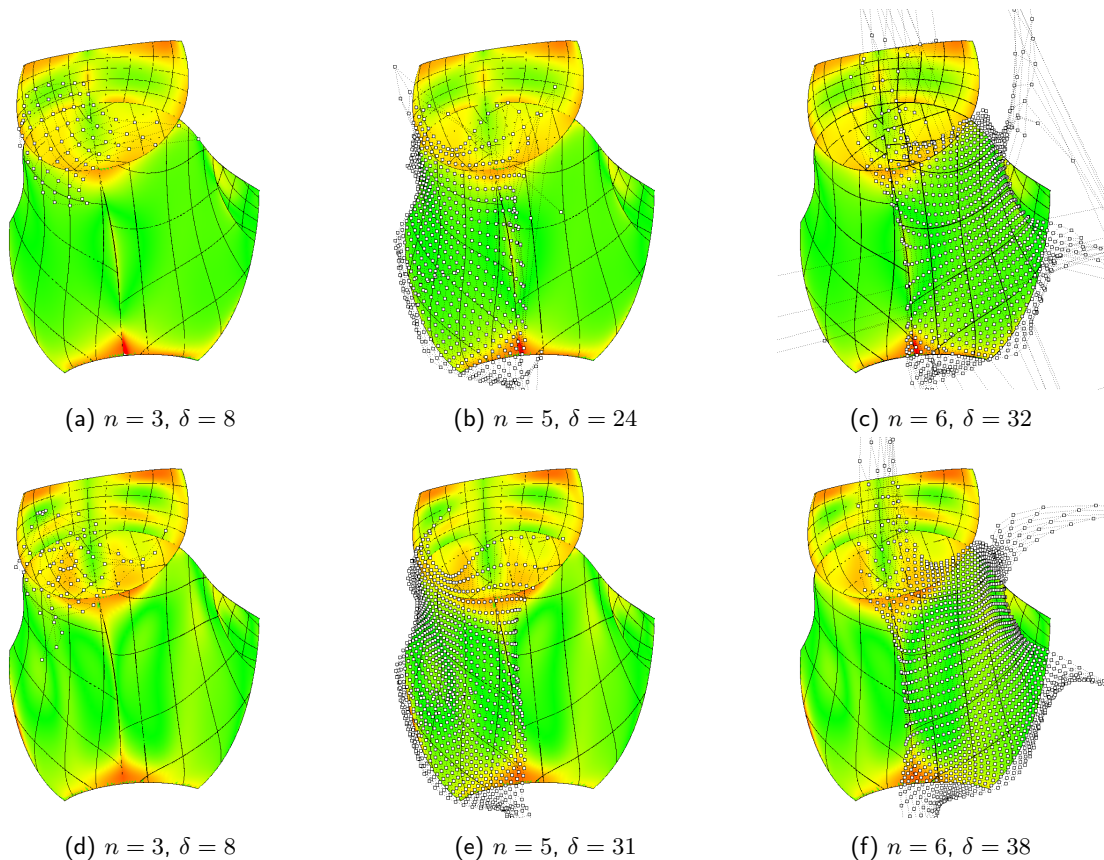 (a) n = 3, δ = 8
(b) n = 5, δ = 24
(c) n = 6, δ = 32
(d) n = 3, δ = 8
(e) n = 5, δ = 31
(f) n = 6, δ = 38